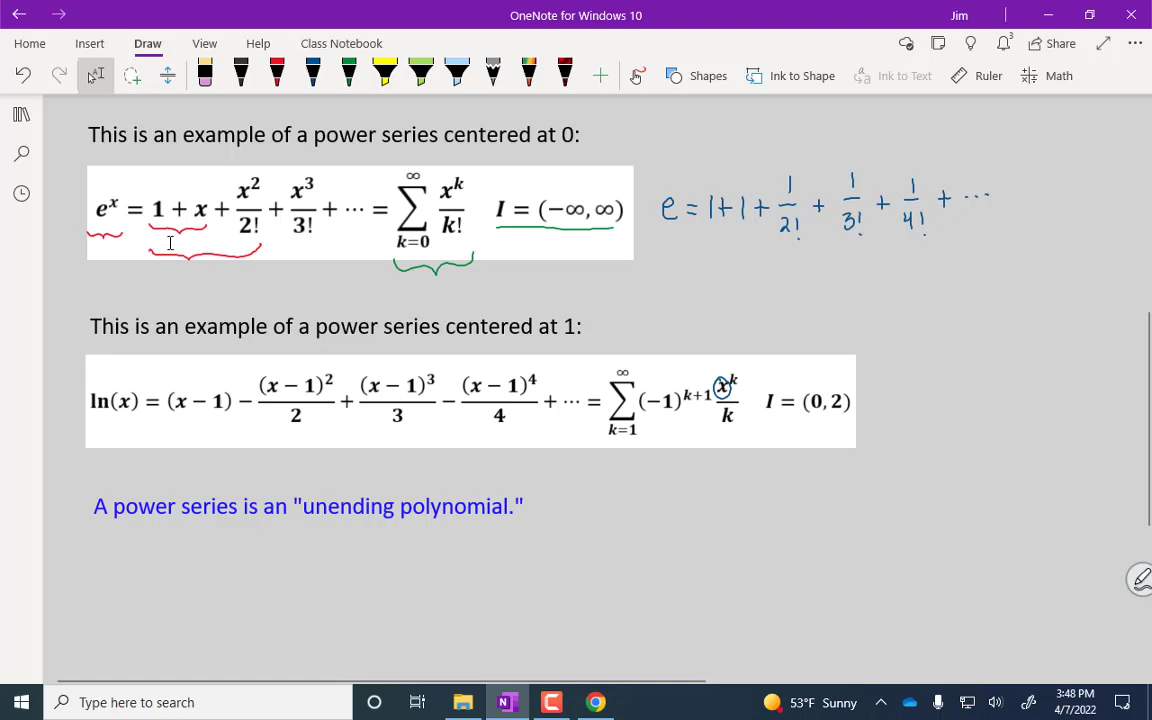 OneNote for Windows 10
Jim
Home Insert Draw View Help Class Notebook Share
Shapes Ink to Shape Ink to Text Ruler Math
This is an example of a power series centered at 0:
e^x = 1 + x + x^2/2! + x^3/3! + ⋯ = ∑_{k=0}^{∞} x^k/k! I = (−∞, ∞)
e = 1 + 1 + 1/2! + 1/3! + 1/4! + ⋯
This is an example of a power series centered at 1:
ln(x) = (x − 1) − (x − 1)^2/2 + (x − 1)^3/3 − (x − 1)^4/4 + ⋯ = ∑_{k=1}^{∞} (−1)^{k+1} x^k/k I = (0, 2)
A power series is an "unending polynomial."
Type here to search
53°F Sunny
3:48 PM
4/7/2022